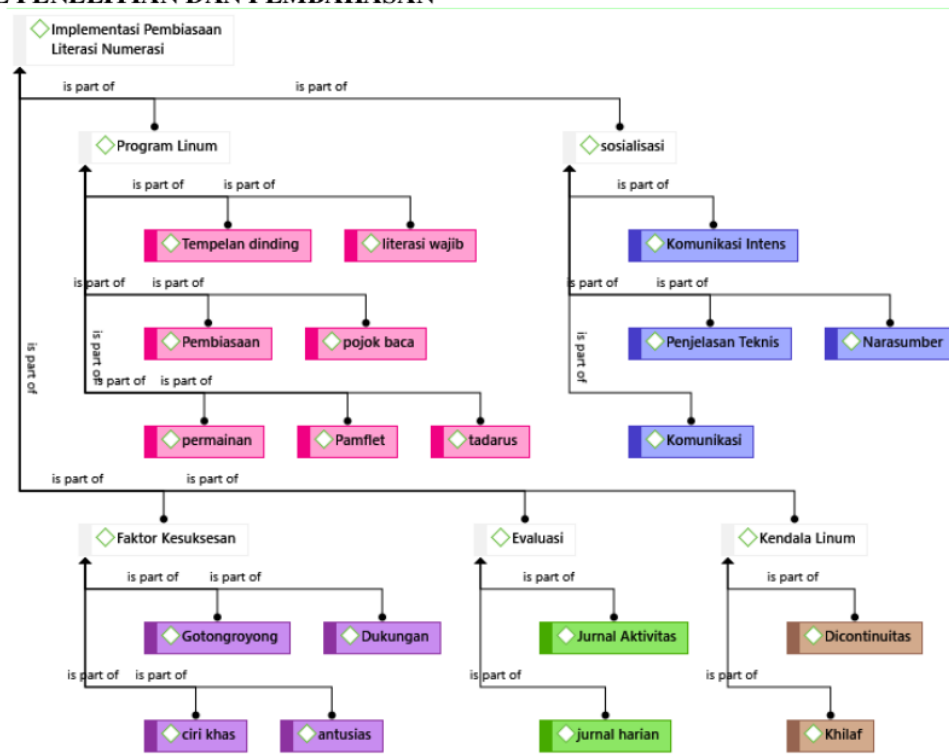 PENELITIAN DAN PEMBAHASAN
Implementasi Pembiasaan
Literasi Numerasi
is part of
is part of
Program Linum
sosialisasi
is part of
is part of
is part of
Tempelan dinding
literasi wajib
Komunikasi Intens
is part of
is part of
is part of
is part of
Pembiasaan
pojok baca
Penjelasan Teknis
Narasumber
is part of
is part of
is part of
is part of
is part of
permainan
Pamflet
tadarus
Komunikasi
is part of
is part of
Faktor Kesuksesan
Evaluasi
Kendala Linum
is part of
is part of
is part of
is part of
Gotongroyong
Dukungan
Jurnal Aktivitas
Dicontinuitas
is part of
is part of
is part of
is part of
ciri khas
antusias
jurnal harian
Khilaf